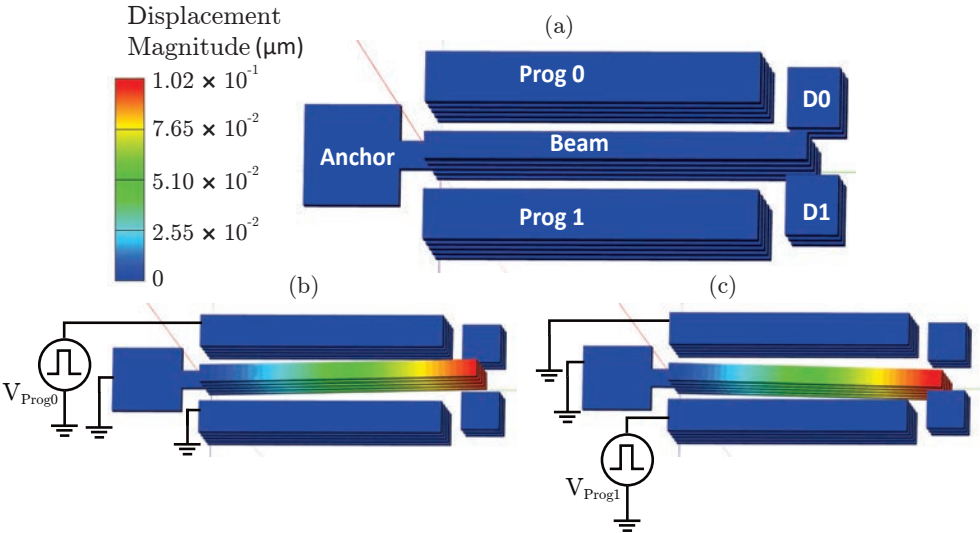 Displacement
Magnitude (μm)
1.02 × 10⁻¹
7.65 × 10⁻²
5.10 × 10⁻²
2.55 × 10⁻²
0
(a)
Prog 0
D0
Anchor
Beam
Prog 1
D1
(b)
(c)
V_Prog0
V_Prog1